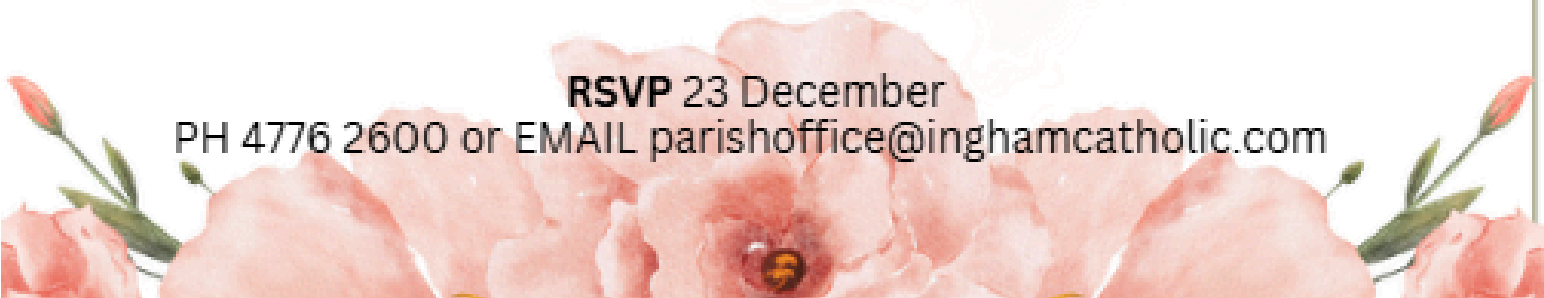 RSVP 23 December
PH 4776 2600 or EMAIL parishoffice@inghamcatholic.com